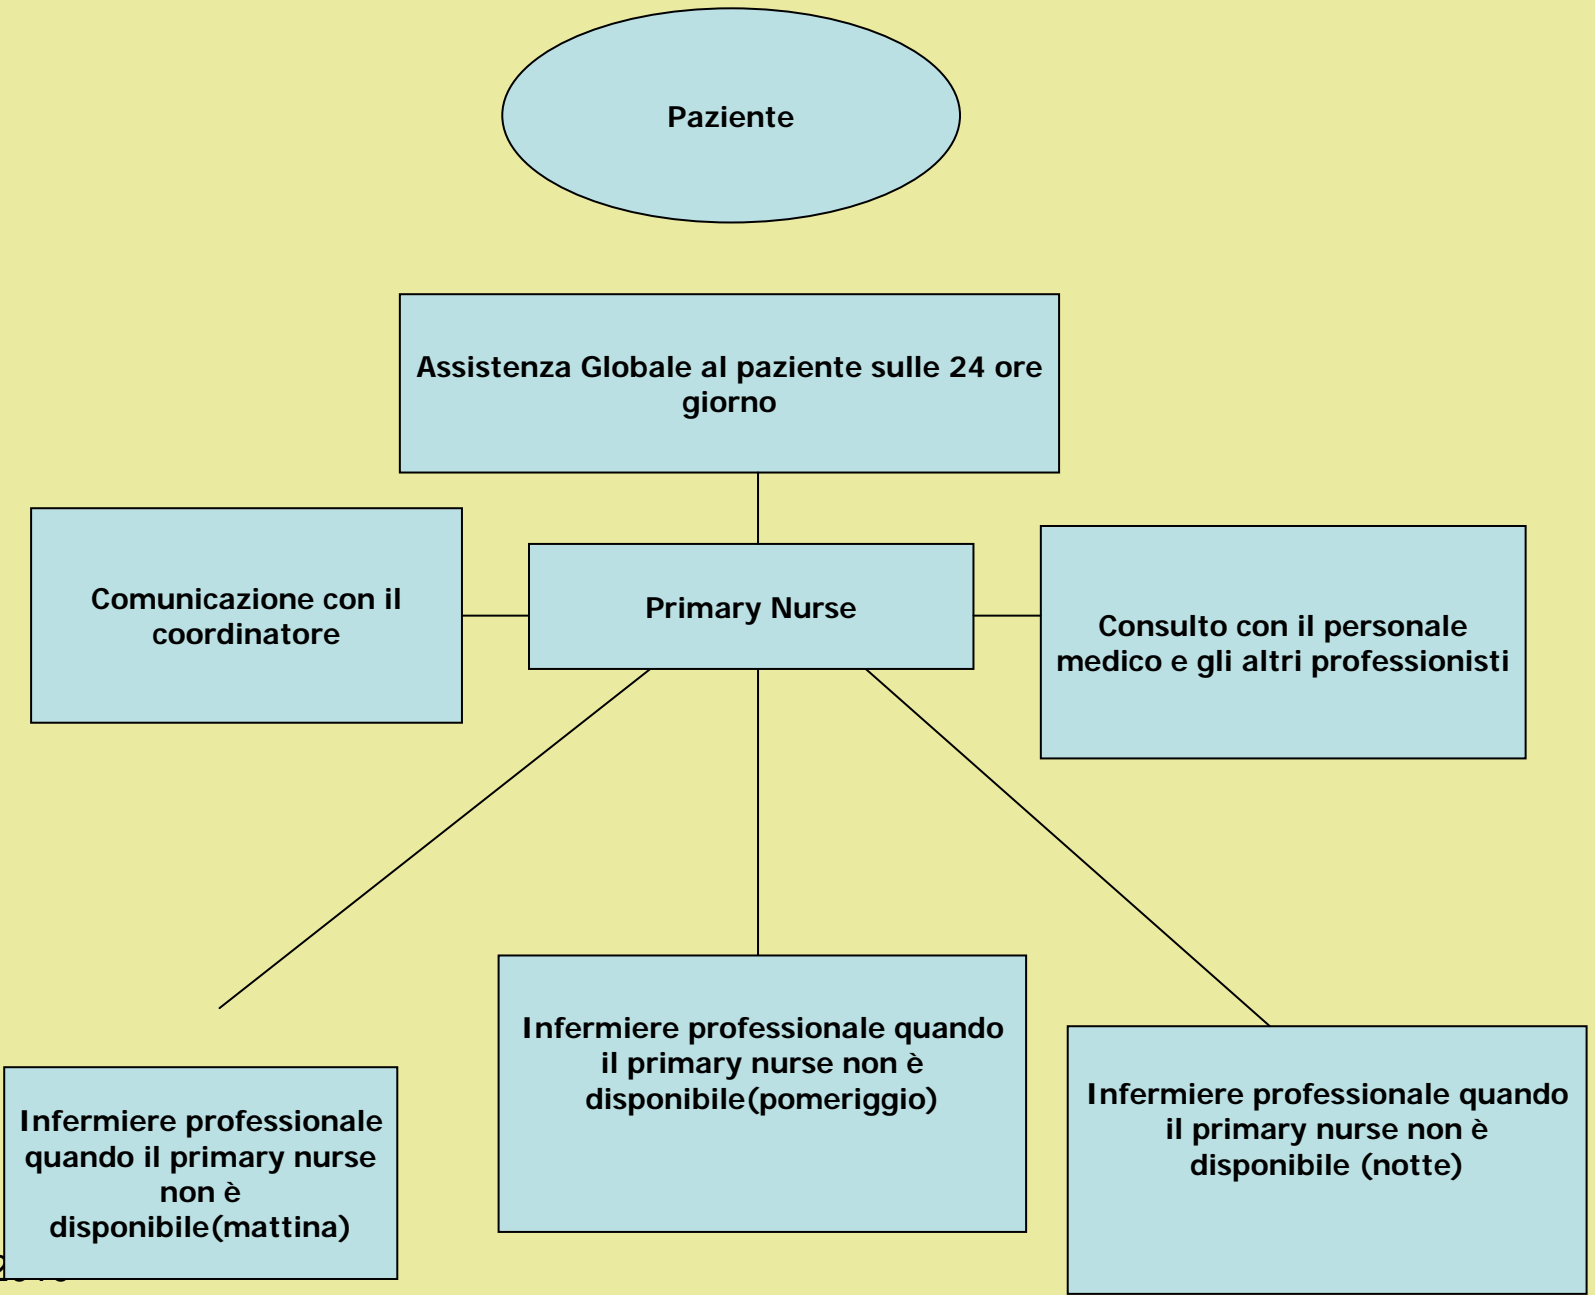 Paziente
Assistenza Globale al paziente sulle 24 ore
giorno
Comunicazione con il
coordinatore
Primary Nurse
Consulto con il personale
medico e gli altri professionisti
Infermiere professionale
quando il primary nurse
non è
disponibile(mattina)
Infermiere professionale quando
il primary nurse non è
disponibile(pomeriggio)
Infermiere professionale quando
il primary nurse non è
disponibile (notte)